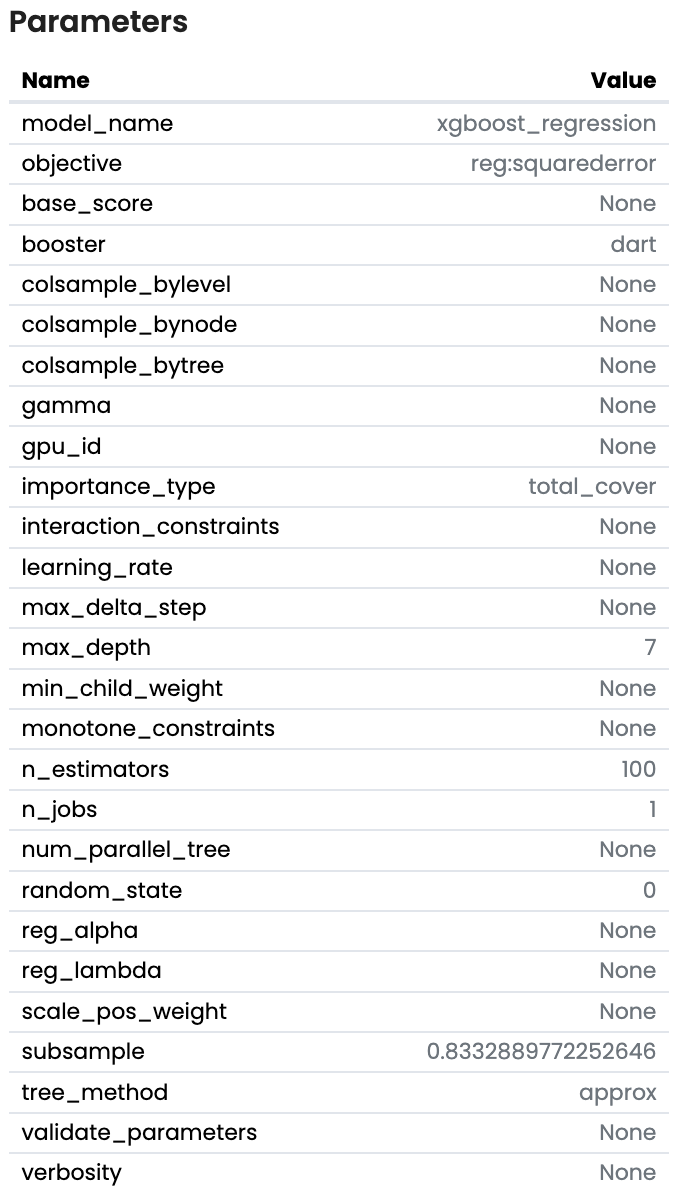 Parameters
Name Value
model_name xgboost_regression
objective reg:squarederror
base_score None
booster dart
colsample_bylevel None
colsample_bynode None
colsample_bytree None
gamma None
gpu_id None
importance_type total_cover
interaction_constraints None
learning_rate None
max_delta_step None
max_depth 7
min_child_weight None
monotone_constraints None
n_estimators 100
n_jobs 1
num_parallel_tree None
random_state 0
reg_alpha None
reg_lambda None
scale_pos_weight None
subsample 0.8332889772252646
tree_method approx
validate_parameters None
verbosity None